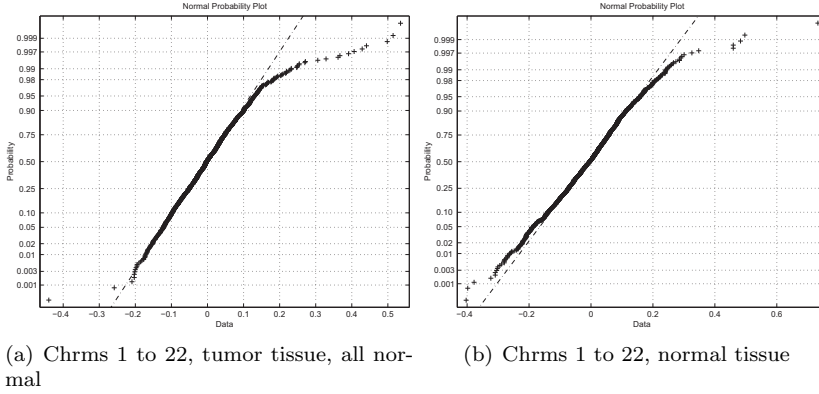 Normal Probability Plot
0.999
0.997
0.99
0.98
0.95
0.90
0.75
0.50
0.25
0.10
0.05
0.02
0.01
0.003
0.001
Probability
−0.4 −0.3 −0.2 −0.1 0 0.1 0.2 0.3 0.4 0.5
Data
(a) Chrms 1 to 22, tumor tissue, all nor-
mal
Normal Probability Plot
0.999
0.997
0.99
0.98
0.95
0.90
0.75
0.50
0.25
0.10
0.05
0.02
0.01
0.003
0.001
Probability
−0.4 −0.2 0 0.2 0.4 0.6
Data
(b) Chrms 1 to 22, normal tissue